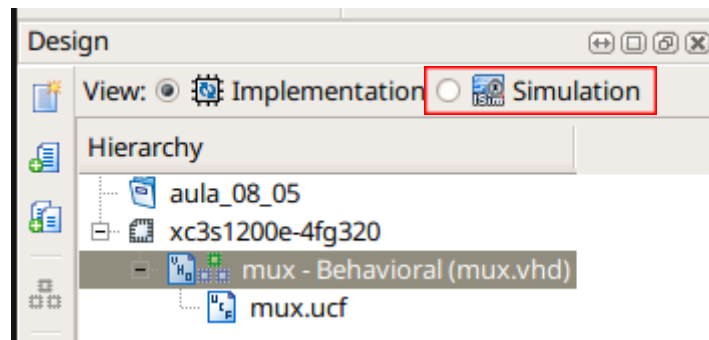 Design
View: Implementation Simulation
Hierarchy
aula_08_05
xc3s1200e-4fg320
mux - Behavioral (mux.vhd)
mux.ucf